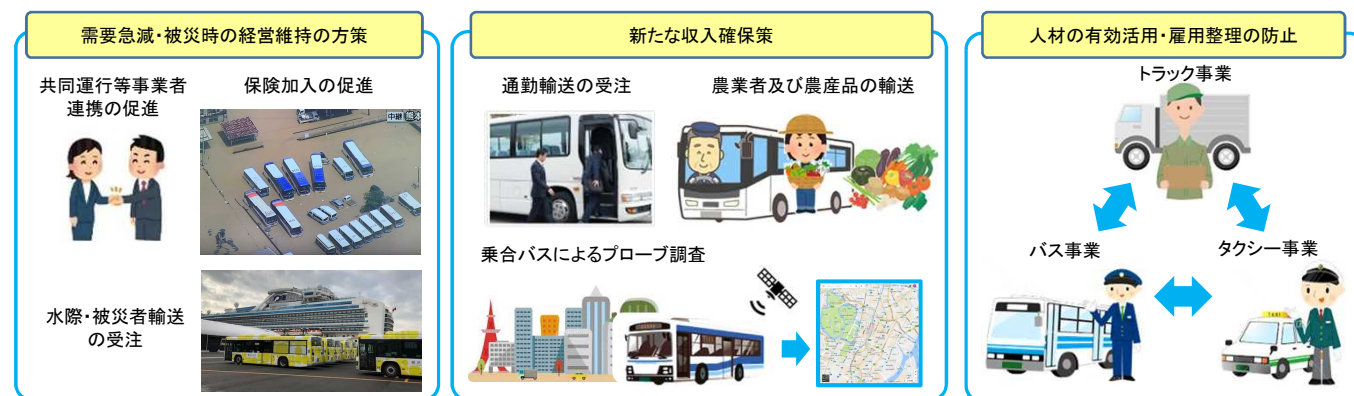 需要急減・被災時の経営維持の方策
共同運行等事業者
連携の促進
保険加入の促進
中継 熊本
水際・被災者輸送
の受注
新たな収入確保策
通勤輸送の受注
農業者及び農産品の輸送
乗合バスによるプローブ調査
人材の有効活用・雇用整理の防止
トラック事業
バス事業
タクシー事業
TAXI